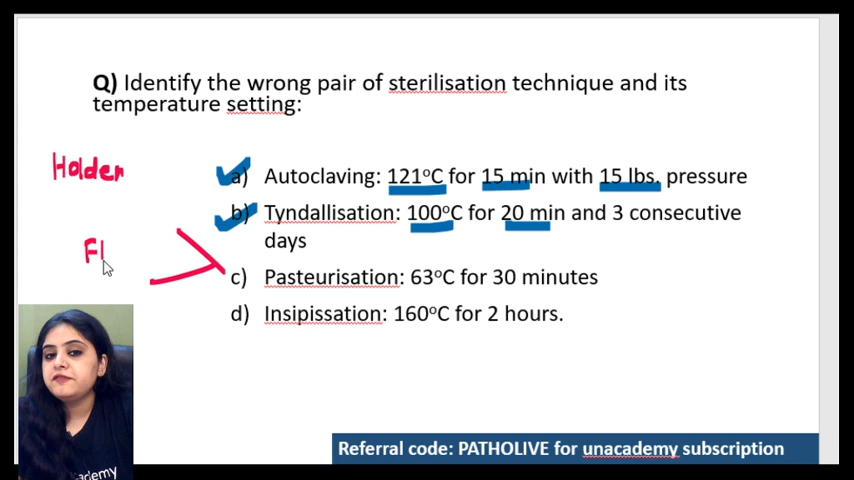 Q) Identify the wrong pair of sterilisation technique and its
temperature setting:
Holder
a) Autoclaving: 121°C for 15 min with 15 lbs. pressure
b) Tyndallisation: 100°C for 20 min and 3 consecutive
days
Fl
c) Pasteurisation: 63°C for 30 minutes
d) Insipissation: 160°C for 2 hours.
ademy
Referral code: PATHOLIVE for unacademy subscription